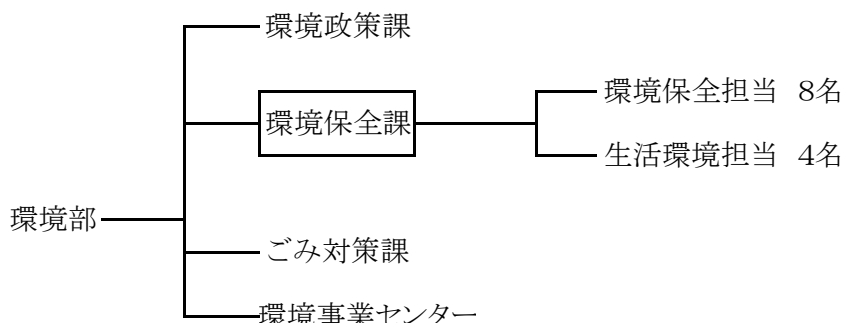 環境政策課
環境保全担当 8名
環境保全課
生活環境担当 4名
環境部
ごみ対策課
環境事業センター